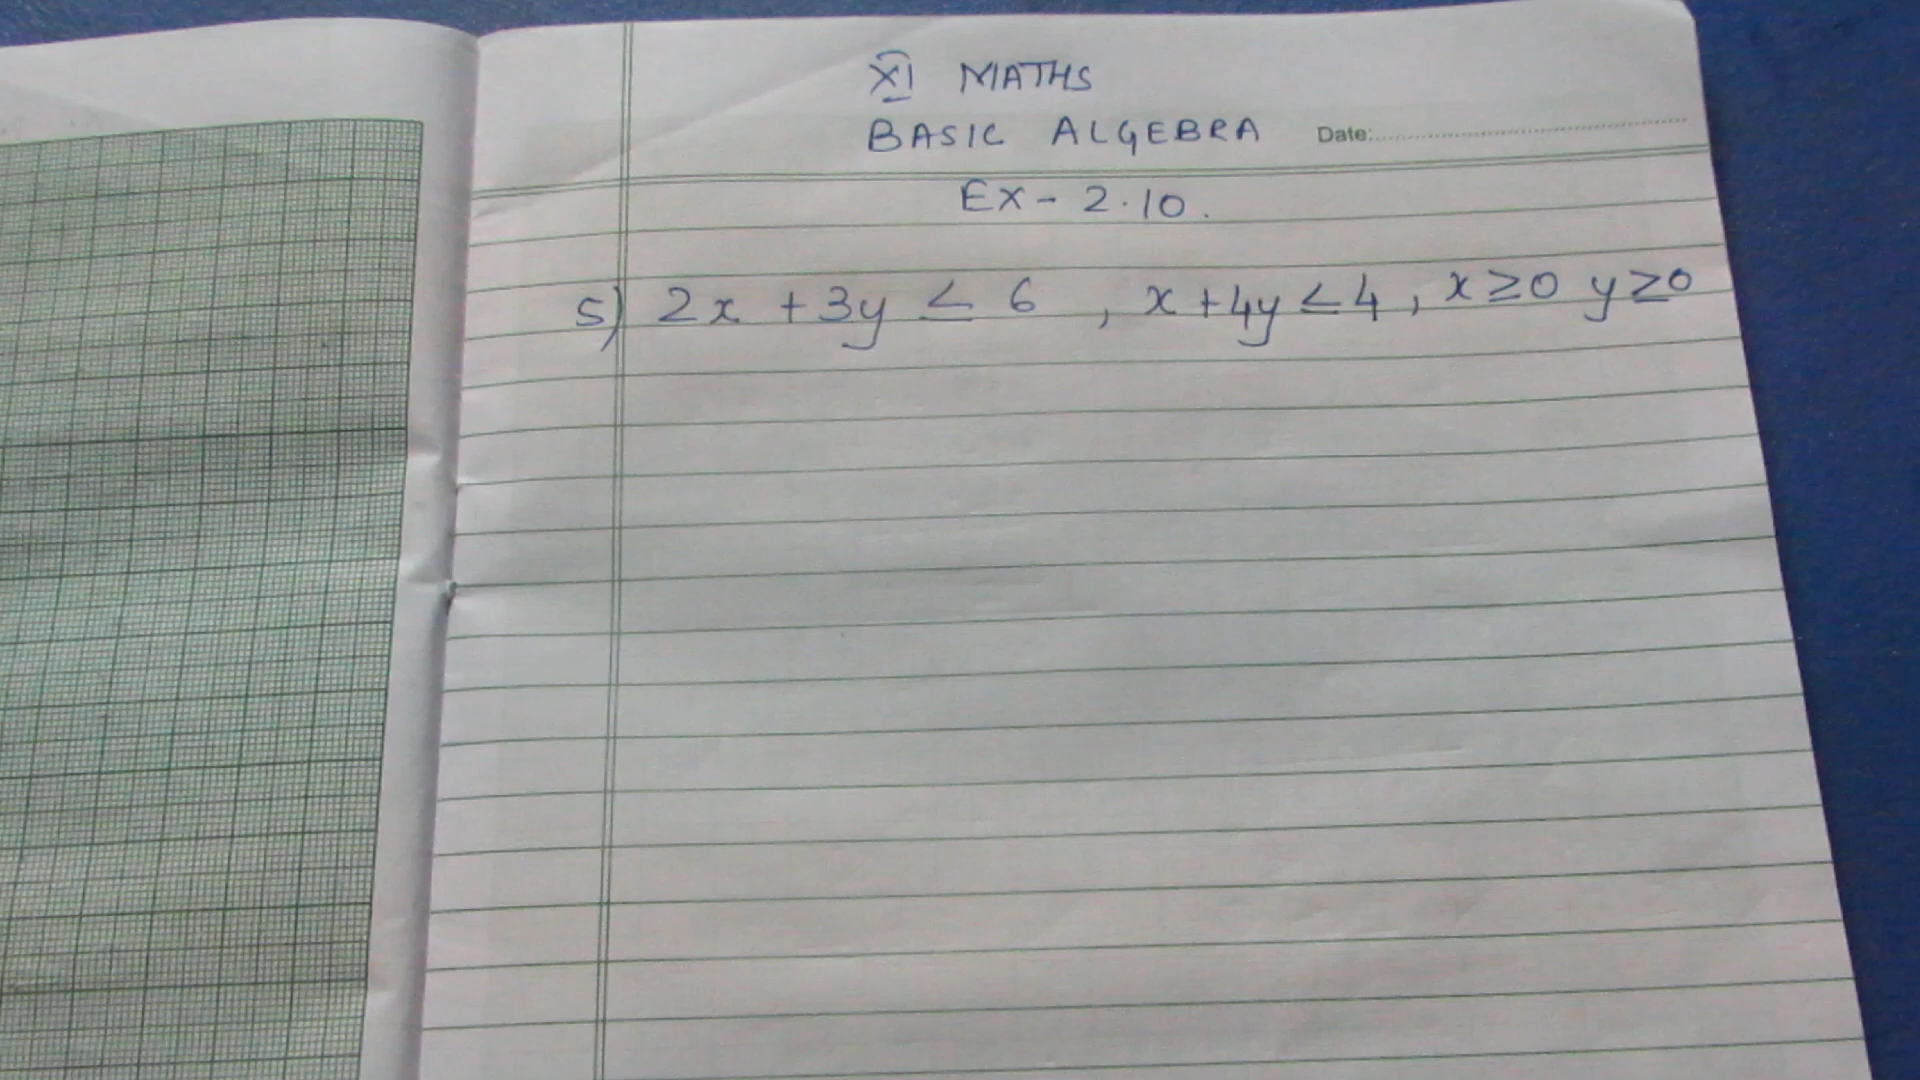 XI MATHS
BASIC ALGEBRA Date:
EX - 2.10.
5) 2x + 3y ≤ 6 , x + 4y ≤ 4 , x ≥ 0 y ≥ 0